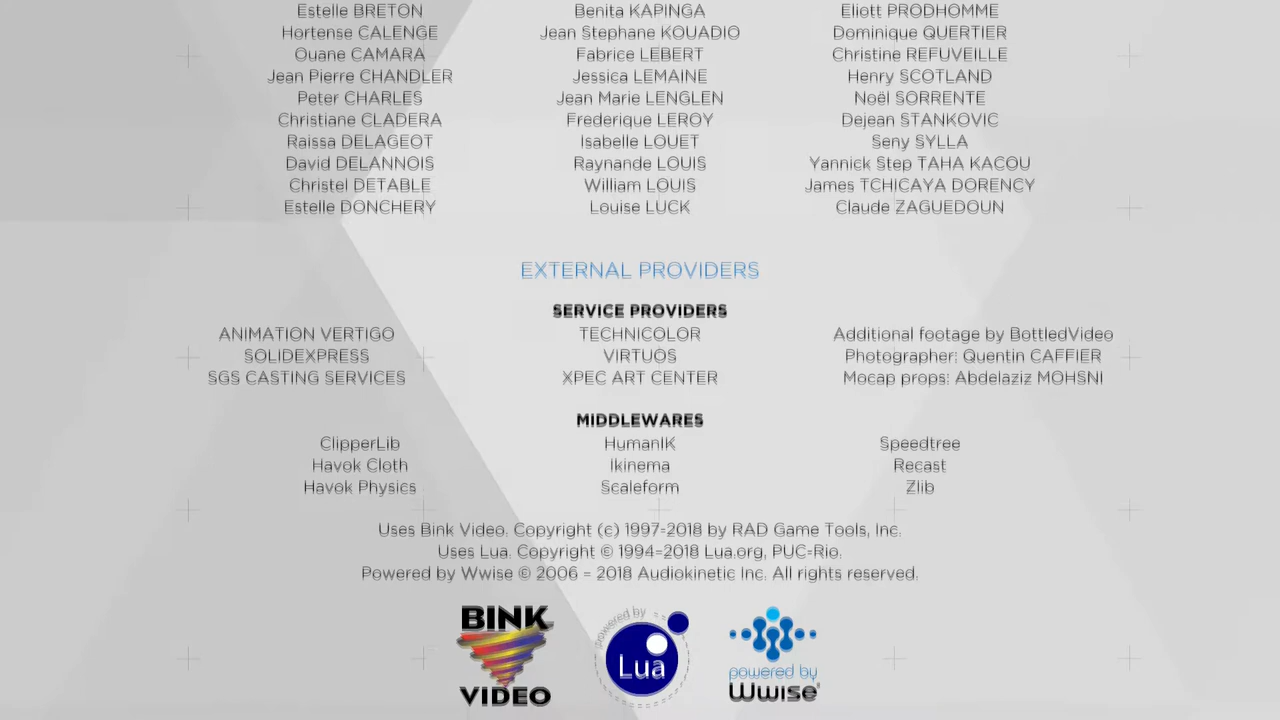 Estelle BRETON Benita KAPINGA Eliott PRODHOMME
Hortense CALENGE Jean Stephane KOUADIO Dominique QUERTIER
Ouane CAMARA Fabrice LEBERT Christine REFUVEILLE
Jean Pierre CHANDLER Jessica LEMAINE Henry SCOTLAND
Peter CHARLES Jean Marie LENGLEN Noël SORRENTE
Christiane CLADERA Frederique LEROY Dejean STANKOVIC
Raissa DELAGEOT Isabelle LOUET Seny SYLLA
David DELANNOIS Raynande LOUIS Yannick Step TAHA KACOU
Christel DETABLE William LOUIS James TCHICAYA DORENCY
Estelle DONCHERY Louise LUCK Claude ZAGUEDOUN
EXTERNAL PROVIDERS
SERVICE PROVIDERS
ANIMATION VERTIGO TECHNICOLOR Additional footage by BottledVideo
SOLIDEXPRESS VIRTUOS Photographer: Quentin CAFFIER
SGS CASTING SERVICES XPEC ART CENTER Mocap props: Abdelaziz MOHSNI
MIDDLEWARES
ClipperLib HumanIK Speedtree
Havok Cloth Ikinema Recast
Havok Physics Scaleform Zlib
Uses Bink Video. Copyright (c) 1997-2018 by RAD Game Tools, Inc.
Uses Lua. Copyright © 1994-2018 Lua.org, PUC-Rio.
Powered by Wwise © 2006 - 2018 Audiokinetic Inc. All rights reserved.
BINK
VIDEO
powered by
Lua
powered by
Wwise